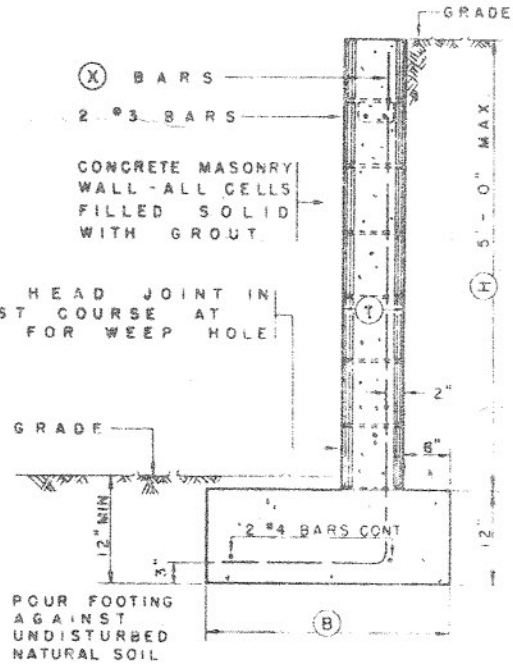 GRADE
X BARS
2 #3 BARS
CONCRETE MASONRY
WALL-ALL CELLS
FILLED SOLID
WITH GROUT
HEAD JOINT IN
ST COURSE AT
FOR WEEP HOLE
5'-0" MAX
H
T
2"
8"
GRADE
12" MIN
3"
2 #4 BARS CONT
12"
B
POUR FOOTING
AGAINST
UNDISTURBED
NATURAL SOIL